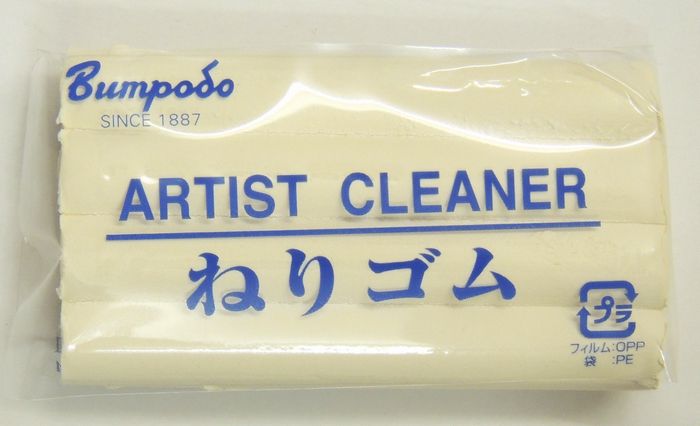 Bumpodo
SINCE 1887
ARTIST CLEANER
ねりゴム
プラ
フィルム:OPP
袋 :PE